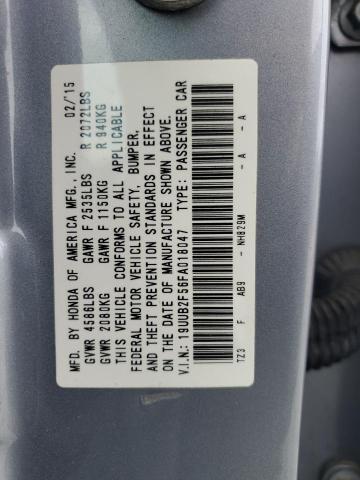 MFD. BY HONDA OF AMERICA MFG., INC. 02/'15
GVWR 4586LBS GAWR F 2535LBS R 2072LBS
GVWR 2080KG GAWR F 1150KG R 940KG
THIS VEHICLE CONFORMS TO ALL APPLICABLE
FEDERAL MOTOR VEHICLE SAFETY, BUMPER,
AND THEFT PREVENTION STANDARDS IN EFFECT
ON THE DATE OF MANUFACTURE SHOWN ABOVE.
V.I.N.: 19UUB2F56FA018047 TYPE: PASSENGER CAR
TZ3 F AB9 - NH829M - A - A